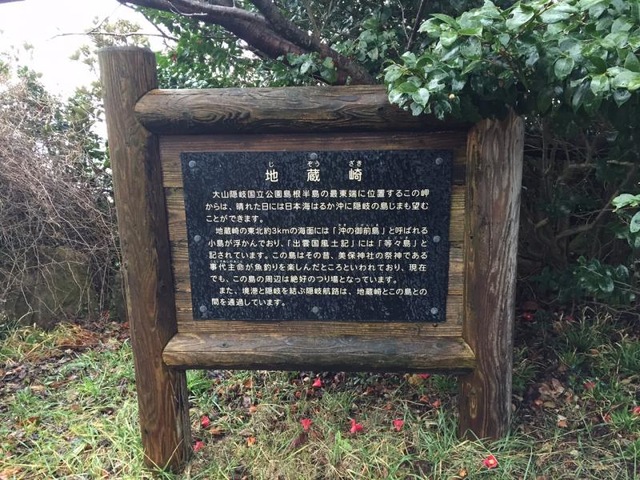 じ ぞう ざき
地 蔵 崎
大山隠岐国立公園島根半島の最東端に位置するこの岬
からは、晴れた日には日本海はるか沖に隠岐の島じまも望む
ことができます。
地蔵崎の東北約3kmの海面には「沖の御前島」と呼ばれる
小島が浮かんでおり、「出雲国風土記」には「等々島」と
記されています。この島はその昔、美保神社の祭神である
事代主命が魚釣りを楽しんだところといわれており、現在
でも、この島の周辺は絶好のつり場となっています。
また、境港と隠岐を結ぶ隠岐航路は、地蔵崎とこの島との
間を通過しています。